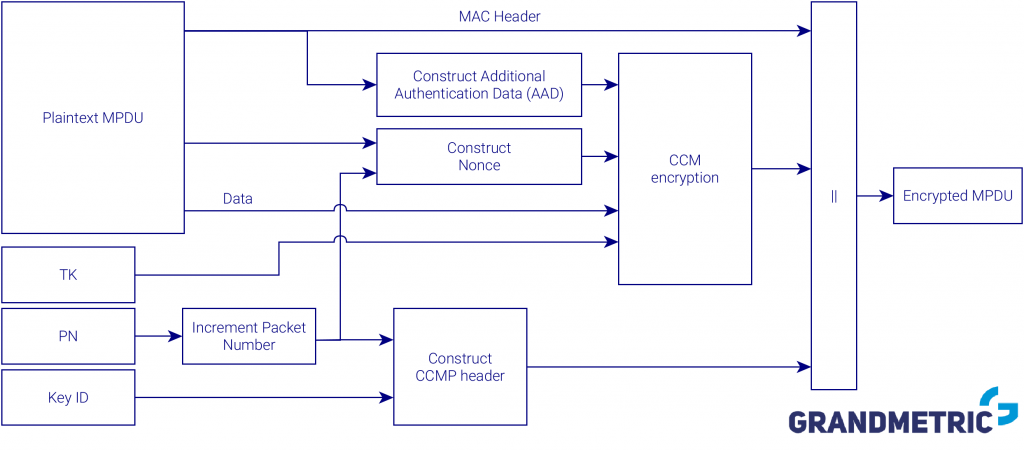 MAC Header
Plaintext MPDU
Construct Additional
Authentication Data (AAD)
Construct
Nonce
CCM
encryption
||
Encrypted MPDU
Data
TK
PN
Increment Packet
Number
Construct
CCMP header
Key ID
GRANDMETRIC